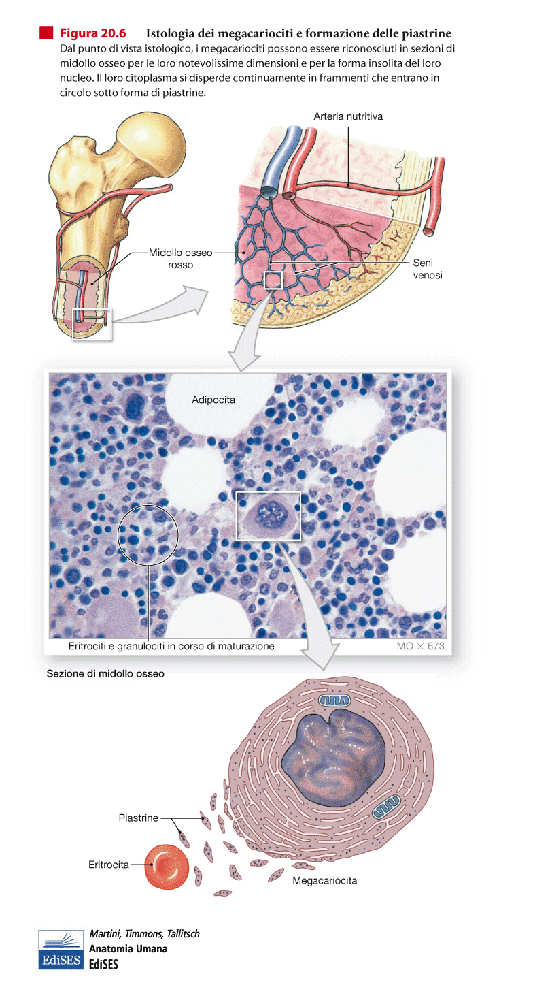 Figura 20.6 Istologia dei megacariociti e formazione delle piastrine
Dal punto di vista istologico, i megacariociti possono essere riconosciuti in sezioni di
midollo osseo per le loro notevolissime dimensioni e per la forma insolita del loro
nucleo. Il loro citoplasma si disperde continuamente in frammenti che entrano in
circolo sotto forma di piastrine.
Arteria nutritiva
Midollo osseo
rosso
Seni
venosi
Adipocita
Eritrociti e granulociti in corso di maturazione
MO × 673
Sezione di midollo osseo
Piastrine
Eritrocita
Megacariocita
Martini, Timmons, Tallitsch
Anatomia Umana
EdiSES
EdiSES